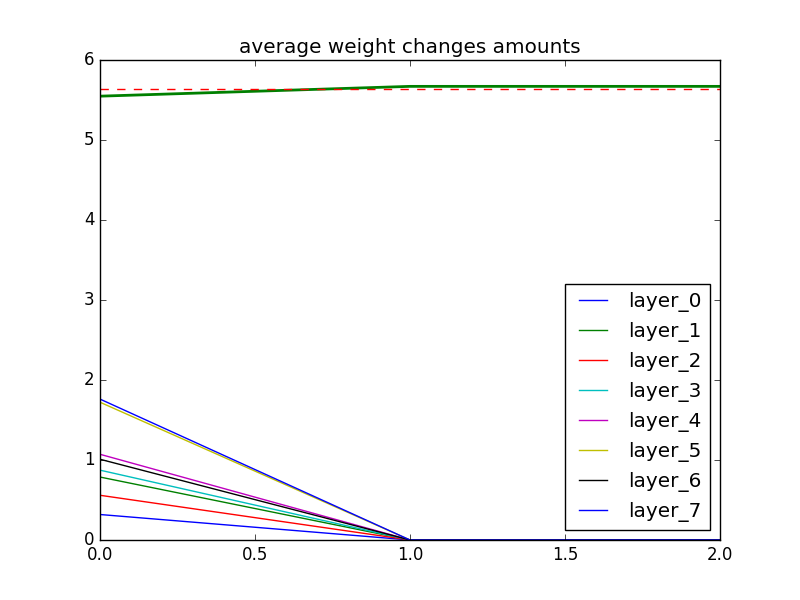 average weight changes amounts
6
5
4
3
2
1
0
0.0 0.5 1.0 1.5 2.0
layer_0
layer_1
layer_2
layer_3
layer_4
layer_5
layer_6
layer_7